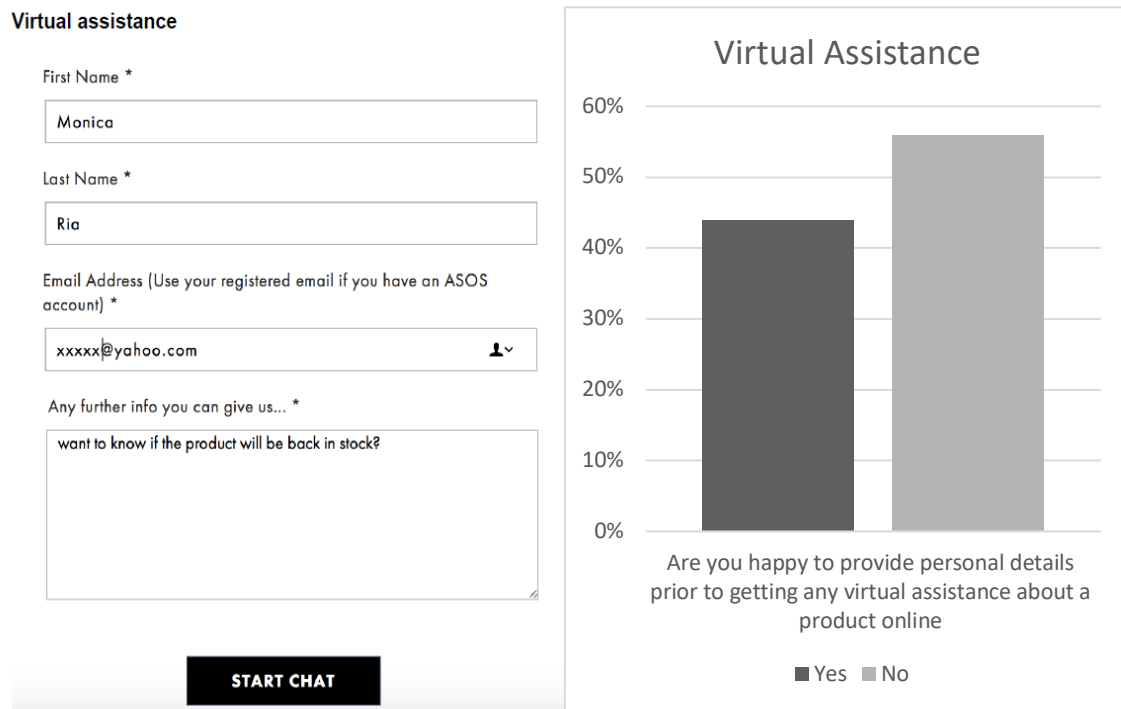 Virtual assistance
First Name *
Monica
Last Name *
Ria
Email Address (Use your registered email if you have an ASOS
account) *
xxxxx@yahoo.com
Any further info you can give us... *
want to know if the product will be back in stock?
START CHAT
Virtual Assistance
60%
50%
40%
30%
20%
10%
0%
Are you happy to provide personal details
prior to getting any virtual assistance about a
product online
Yes No